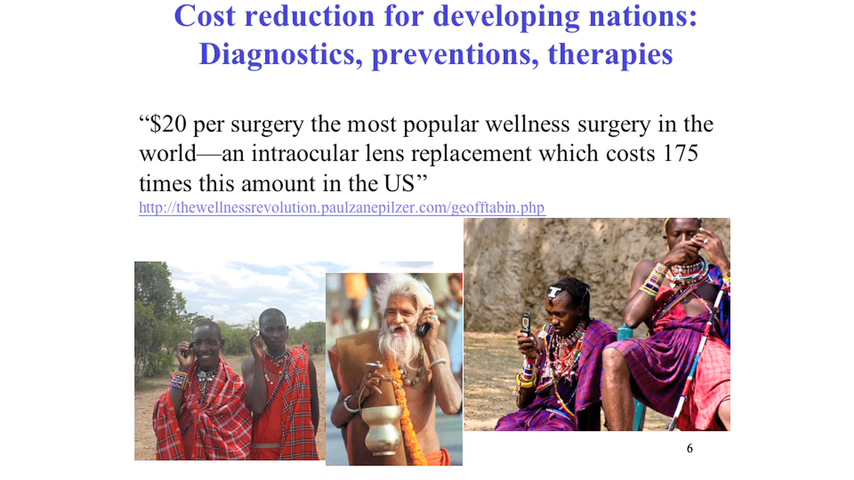 Cost reduction for developing nations:
Diagnostics, preventions, therapies
“$20 per surgery the most popular wellness surgery in the
world—an intraocular lens replacement which costs 175
times this amount in the US”
http://thewellnessrevolution.paulzanepilzer.com/geofftabin.php
6